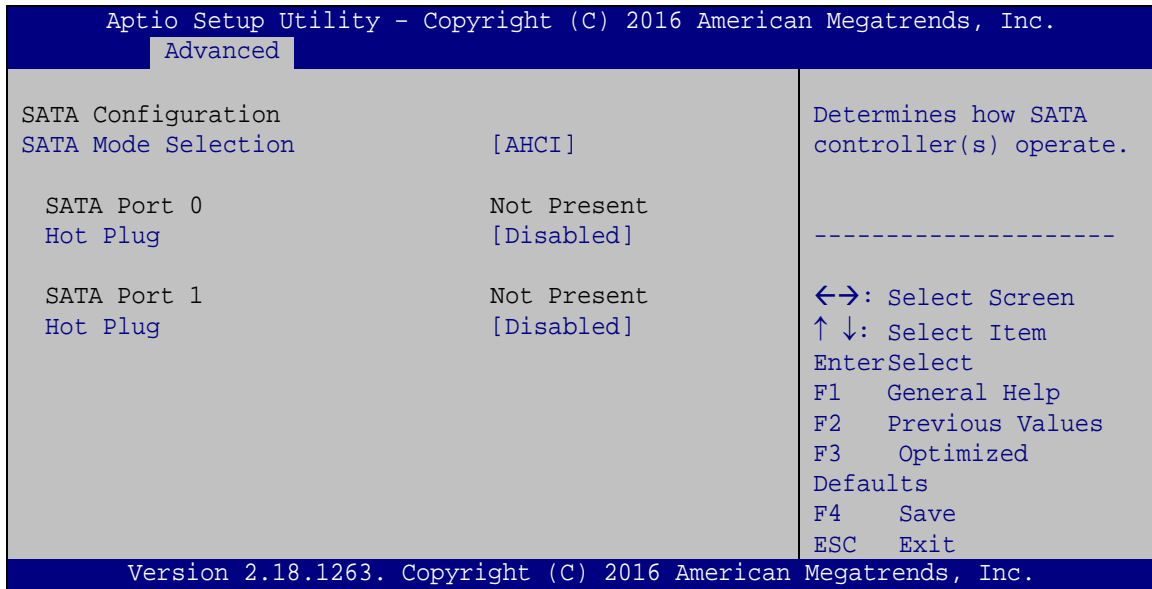 Aptio Setup Utility – Copyright (C) 2016 American Megatrends, Inc.
Advanced
SATA Configuration
SATA Mode Selection [AHCI]
SATA Port 0 Not Present
Hot Plug [Disabled]
SATA Port 1 Not Present
Hot Plug [Disabled]
Determines how SATA
controller(s) operate.
---------------------
←→: Select Screen
↑ ↓: Select Item
EnterSelect
F1 General Help
F2 Previous Values
F3 Optimized
Defaults
F4 Save
ESC Exit
Version 2.18.1263. Copyright (C) 2016 American Megatrends, Inc.